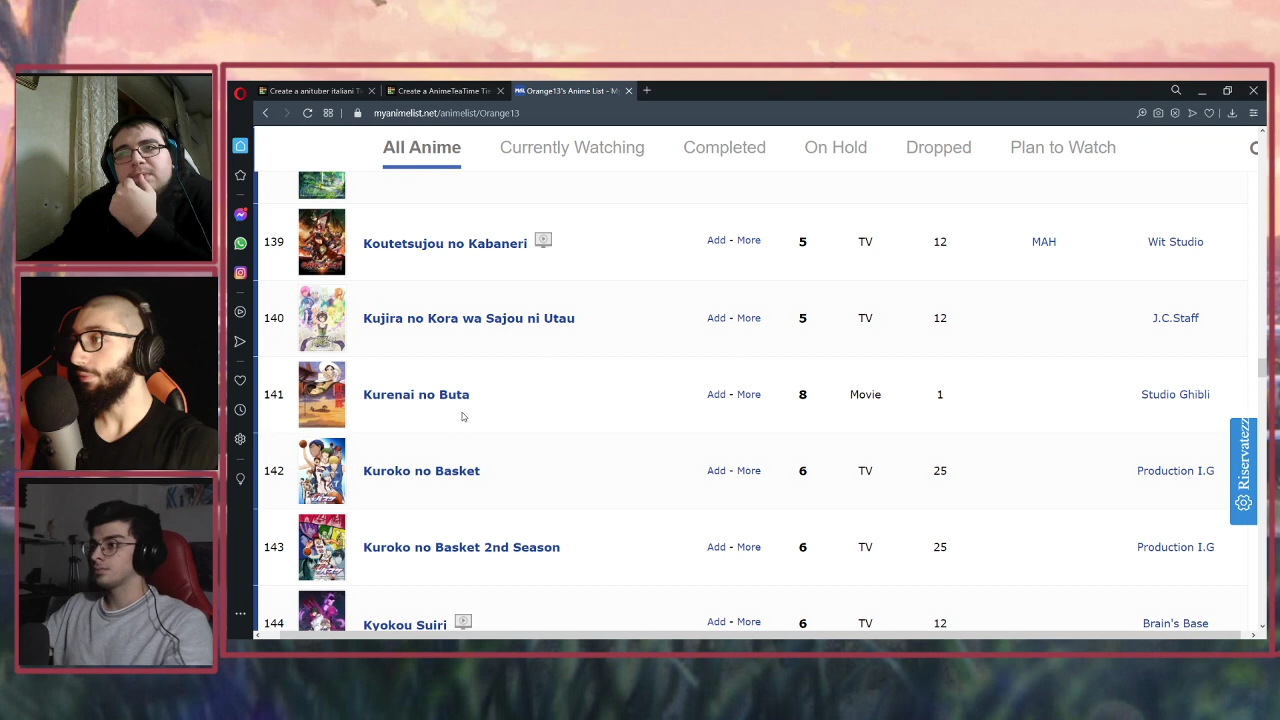 Create a anituber italiani Ti
Create a AnimeTeaTime Tie
MAL Orange13's Anime List - My
myanimelist.net/animelist/Orange13
All Anime Currently Watching Completed On Hold Dropped Plan to Watch
139 Koutetsujou no Kabaneri Add - More 5 TV 12 MAH Wit Studio
140 Kujira no Kora wa Sajou ni Utau Add - More 5 TV 12 J.C.Staff
141 Kurenai no Buta Add - More 8 Movie 1 Studio Ghibli
142 Kuroko no Basket Add - More 6 TV 25 Production I.G
143 Kuroko no Basket 2nd Season Add - More 6 TV 25 Production I.G
144 Kyokou Suiri Add - More 6 TV 12 Brain's Base
Riservatezz